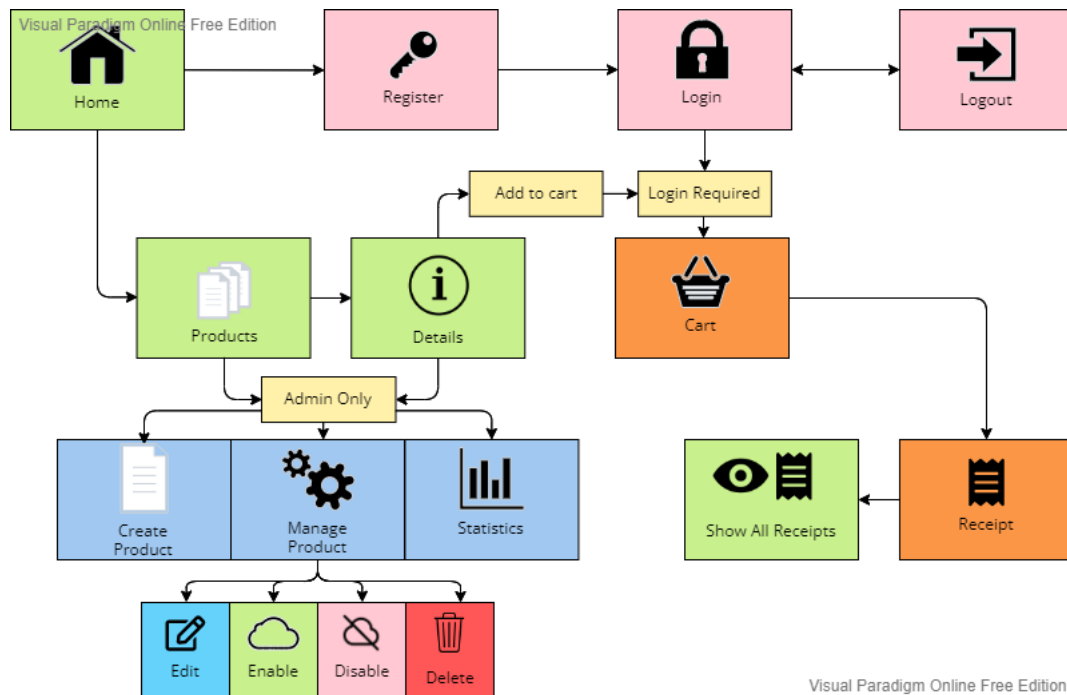 Visual Paradigm Online Free Edition
Home
Register
Login
Logout
Add to cart
Login Required
Products
Details
Cart
Admin Only
Create
Product
Manage
Product
Statistics
Show All Receipts
Receipt
Edit
Enable
Disable
Delete
Visual Paradigm Online Free Edition